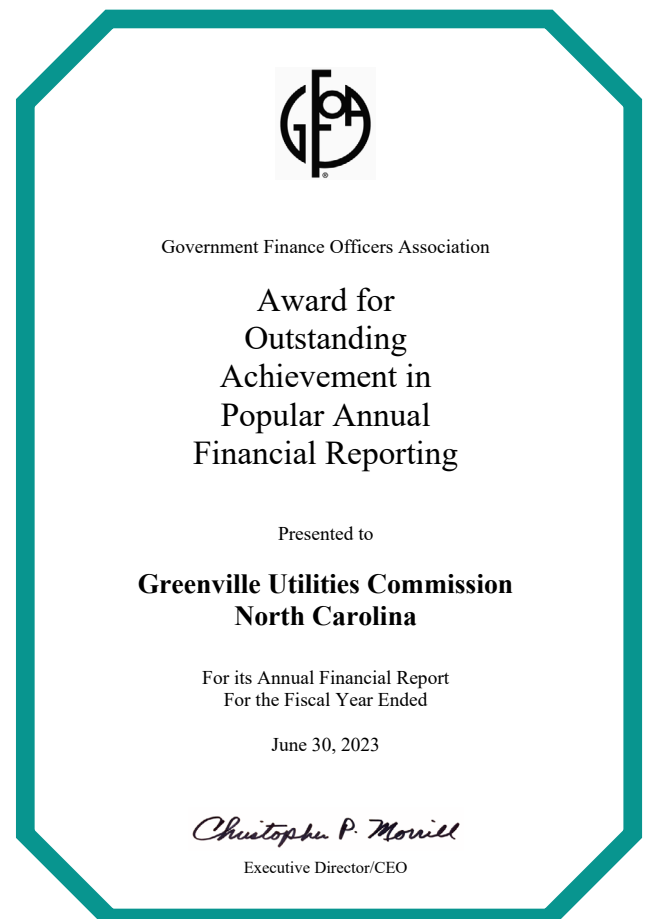 GFOA
®
Government Finance Officers Association
Award for
Outstanding
Achievement in
Popular Annual
Financial Reporting
Presented to
Greenville Utilities Commission
North Carolina
For its Annual Financial Report
For the Fiscal Year Ended
June 30, 2023
Christopher P. Morrill
Executive Director/CEO